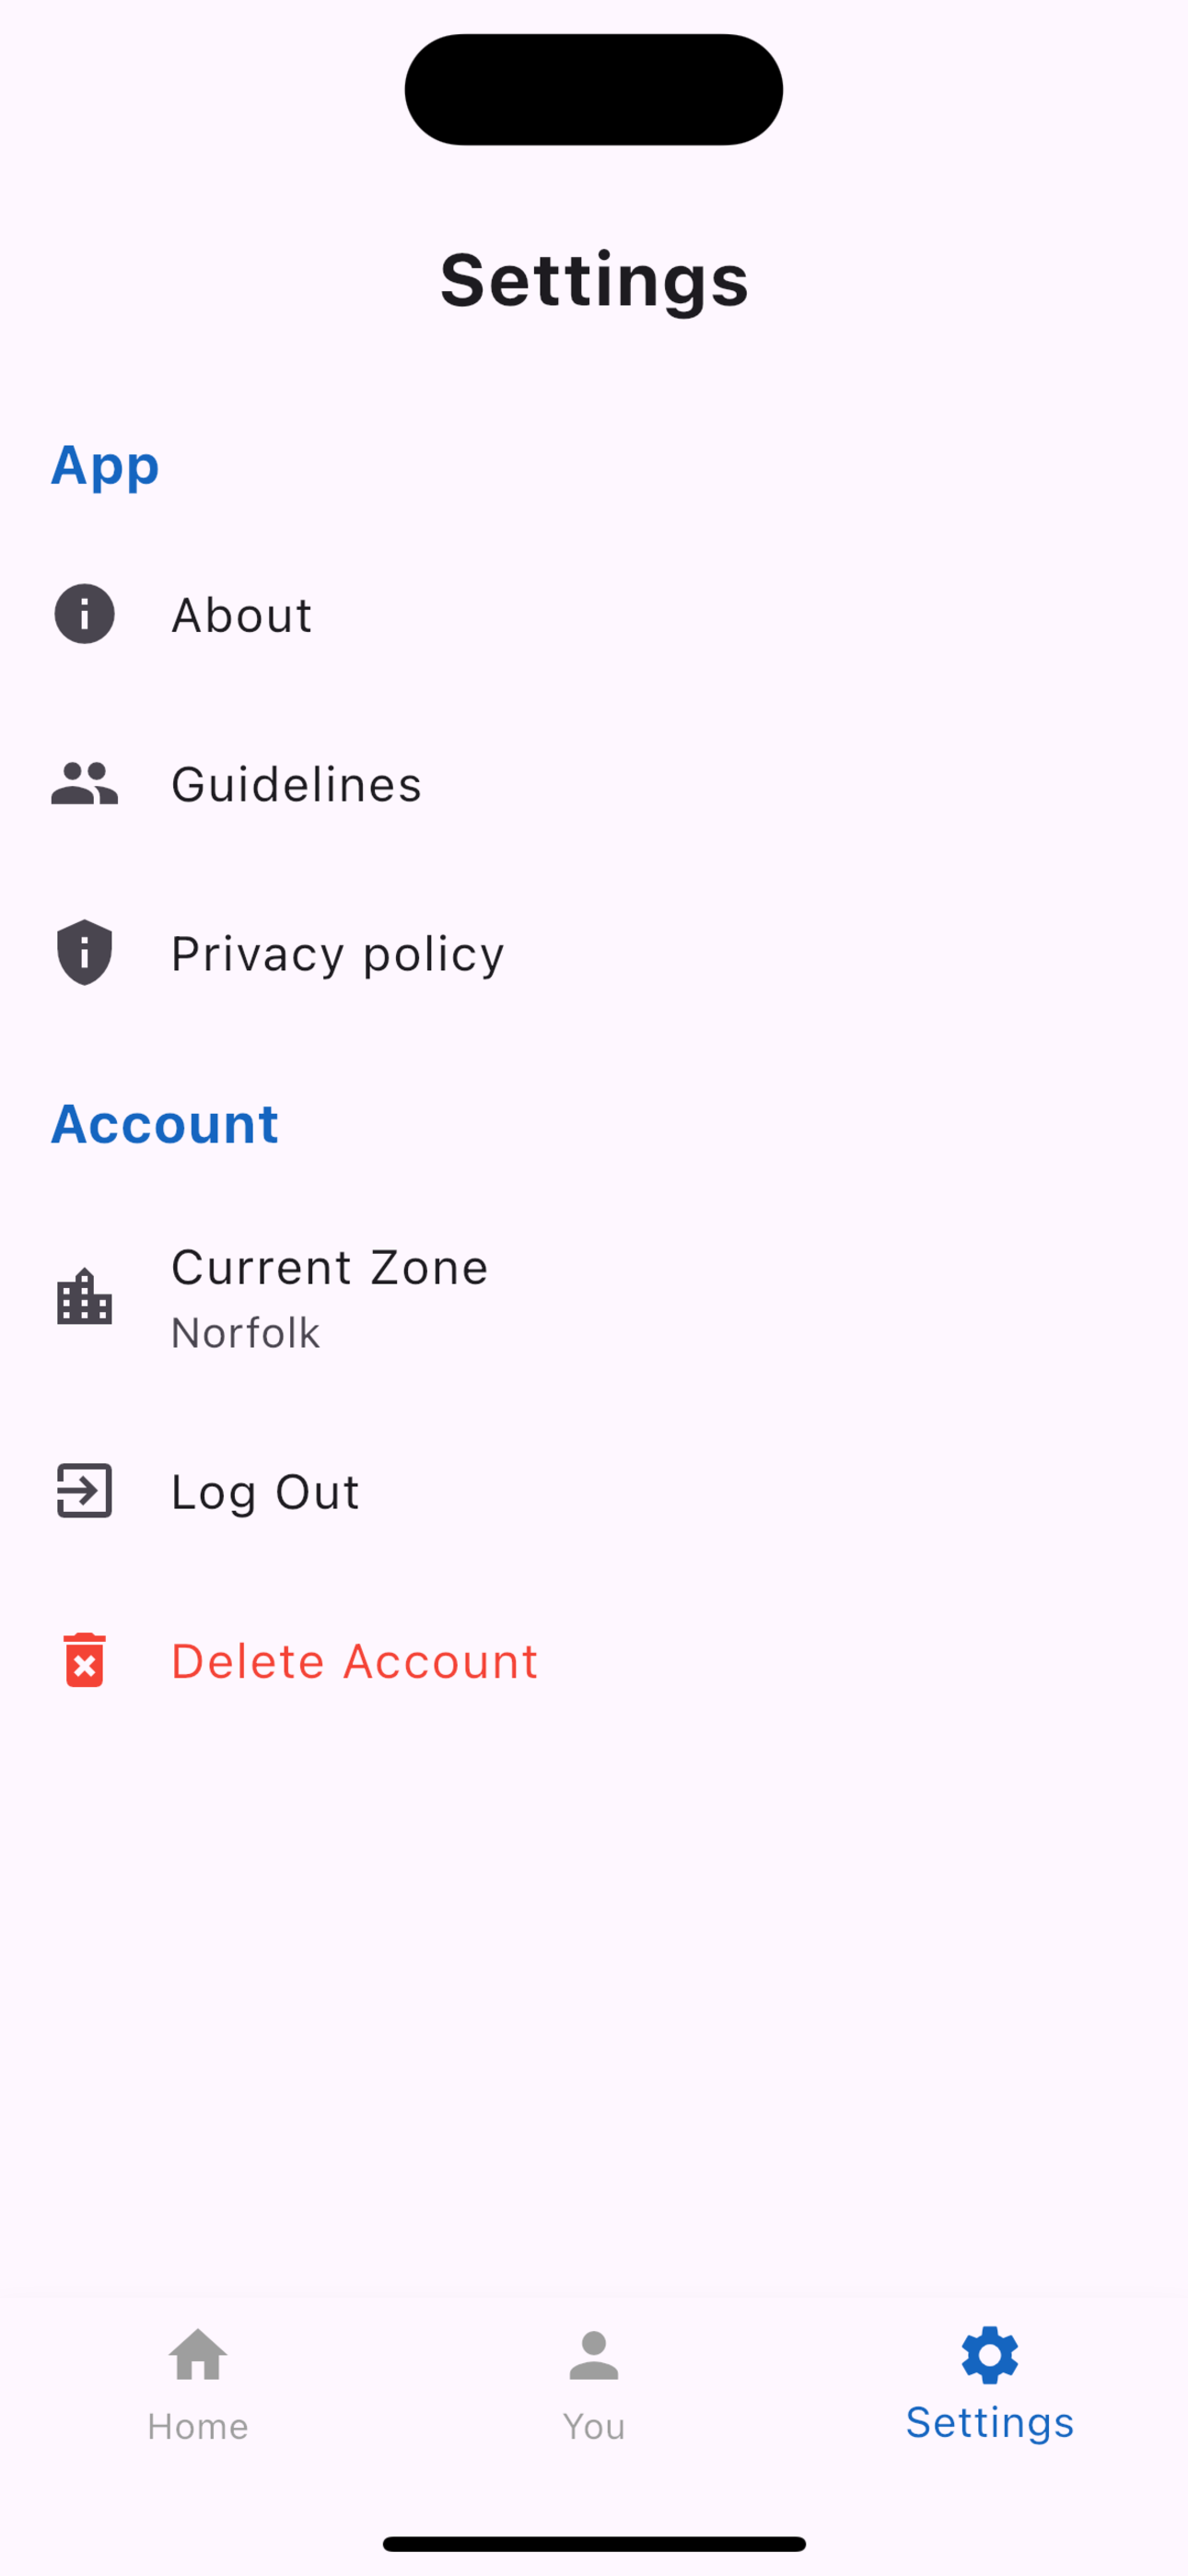 Settings
App
About
Guidelines
Privacy policy
Account
Current Zone
Norfolk
Log Out
Delete Account
Home
You
Settings